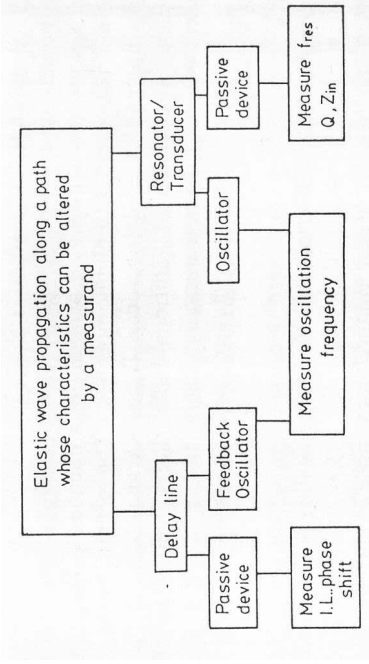 Elastic wave propagation along a path
whose characteristics can be altered
by a measurand
Delay line
Resonator/
Transducer
Passive
device
Feedback
Oscillator
Oscillator
Passive
device
Measure
I.L.,phase
shift
Measure oscillation
frequency
Measure fres
Q, Zin